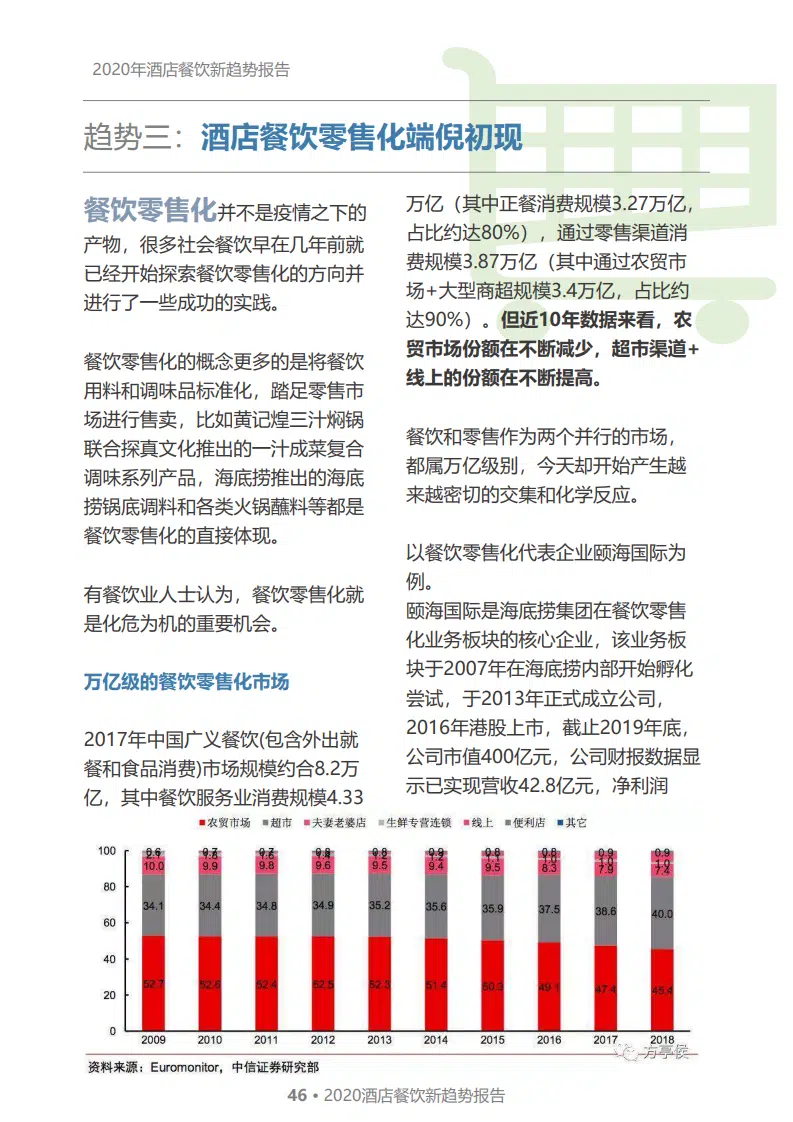 2020年酒店餐饮新趋势报告
趋势三：酒店餐饮零售化端倪初现
餐饮零售化并不是疫情之下的
产物，很多社会餐饮早在几年前就
已经开始探索餐饮零售化的方向并
进行了一些成功的实践。
餐饮零售化的概念更多的是将餐饮
用料和调味品标准化，踏足零售市
场进行售卖，比如黄记煌三汁焖锅
联合探真文化推出的一汁成菜复合
调味系列产品，海底捞推出的海底
捞锅底调料和各类火锅蘸料等都是
餐饮零售化的直接体现。
有餐饮业人士认为，餐饮零售化就
是化危为机的重要机会。
万亿级的餐饮零售化市场
2017年中国广义餐饮(包含外出就
餐和食品消费)市场规模约合8.2万
亿，其中餐饮服务业消费规模4.33
万亿（其中正餐消费规模3.27万亿，
占比约达80%），通过零售渠道消
费规模3.87万亿（其中通过农贸市
场+大型商超规模3.4万亿，占比约
达90%）。但近10年数据来看，农
贸市场份额在不断减少，超市渠道+
线上的份额在不断提高。
餐饮和零售作为两个并行的市场，
都属万亿级别，今天却开始产生越
来越密切的交集和化学反应。
以餐饮零售化代表企业颐海国际为
例。
颐海国际是海底捞集团在餐饮零售
化业务板块的核心企业，该业务板
块于2007年在海底捞内部开始孵化
尝试，于2013年正式成立公司，
2016年港股上市，截止2019年底，
公司市值400亿元，公司财报数据显
示已实现营收42.8亿元，净利润
农贸市场 超市 夫妻老婆店 生鲜专营连锁 线上 便利店 其它
100 0.6 0.7 0.7 0.8 0.8 0.9 0.8 0.8 0.9 0.9
10.0 9.9 9.8 9.6 9.5 9.4 9.5 8.3 7.9 7.4
80
34.1 34.4 34.8 34.9 35.2 35.6 35.9 37.5 38.6 40.0
60
40
52.7 52.6 52.4 52.5 52.3 51.4 50.3 49.1 47.4 45.4
20
0
2009 2010 2011 2012 2013 2014 2015 2016 2017 2018
方亭侯
资料来源：Euromonitor，中信证券研究部
46 • 2020酒店餐饮新趋势报告